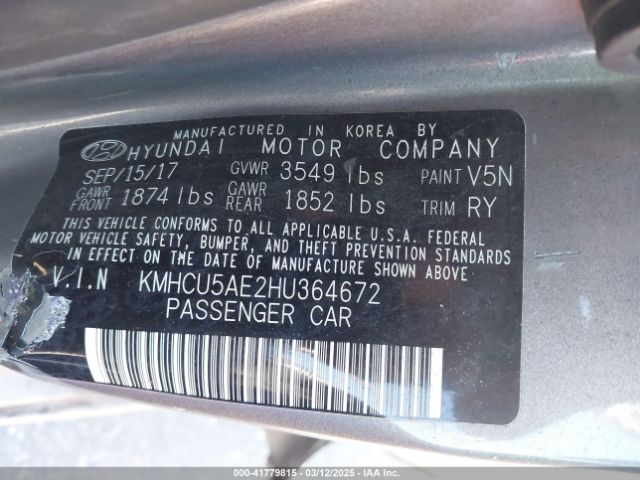 MANUFACTURED IN KOREA BY
HYUNDAI MOTOR COMPANY
SEP/15/17 GVWR 3549 lbs PAINT V5N
GAWR FRONT 1874 lbs GAWR REAR 1852 lbs TRIM RY
THIS VEHICLE CONFORMS TO ALL APPLICABLE U.S.A. FEDERAL
MOTOR VEHICLE SAFETY, BUMPER, AND THEFT PREVENTION STANDARDS
IN EFFECT ON THE DATE OF MANUFACTURE SHOWN ABOVE.
V.I.N KMHCU5AE2HU364672
PASSENGER CAR
000-41779815 - 03/12/2025 - IAAI.COM